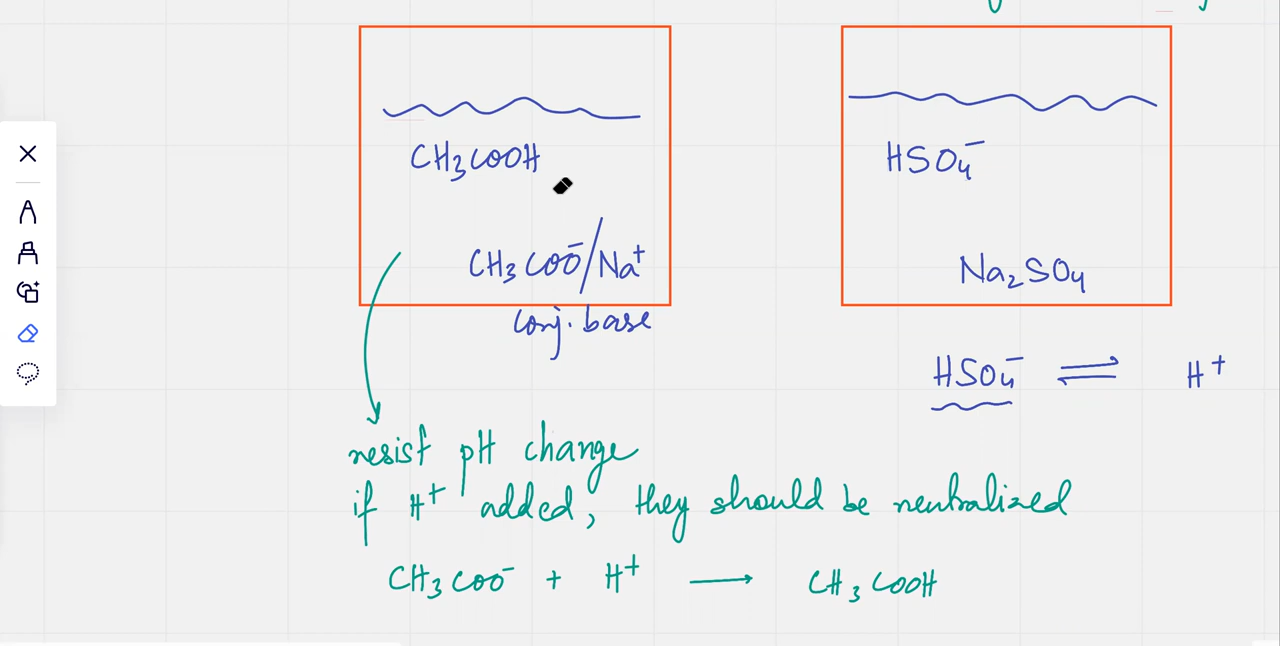 CH₃COOH
CH₃COO⁻/Na⁺
conj. base
HSO₄⁻
Na₂SO₄
HSO₄⁻ ⇌ H⁺
resist pH change
if H⁺ added, they should be neutralized
CH₃COO⁻ + H⁺ → CH₃COOH